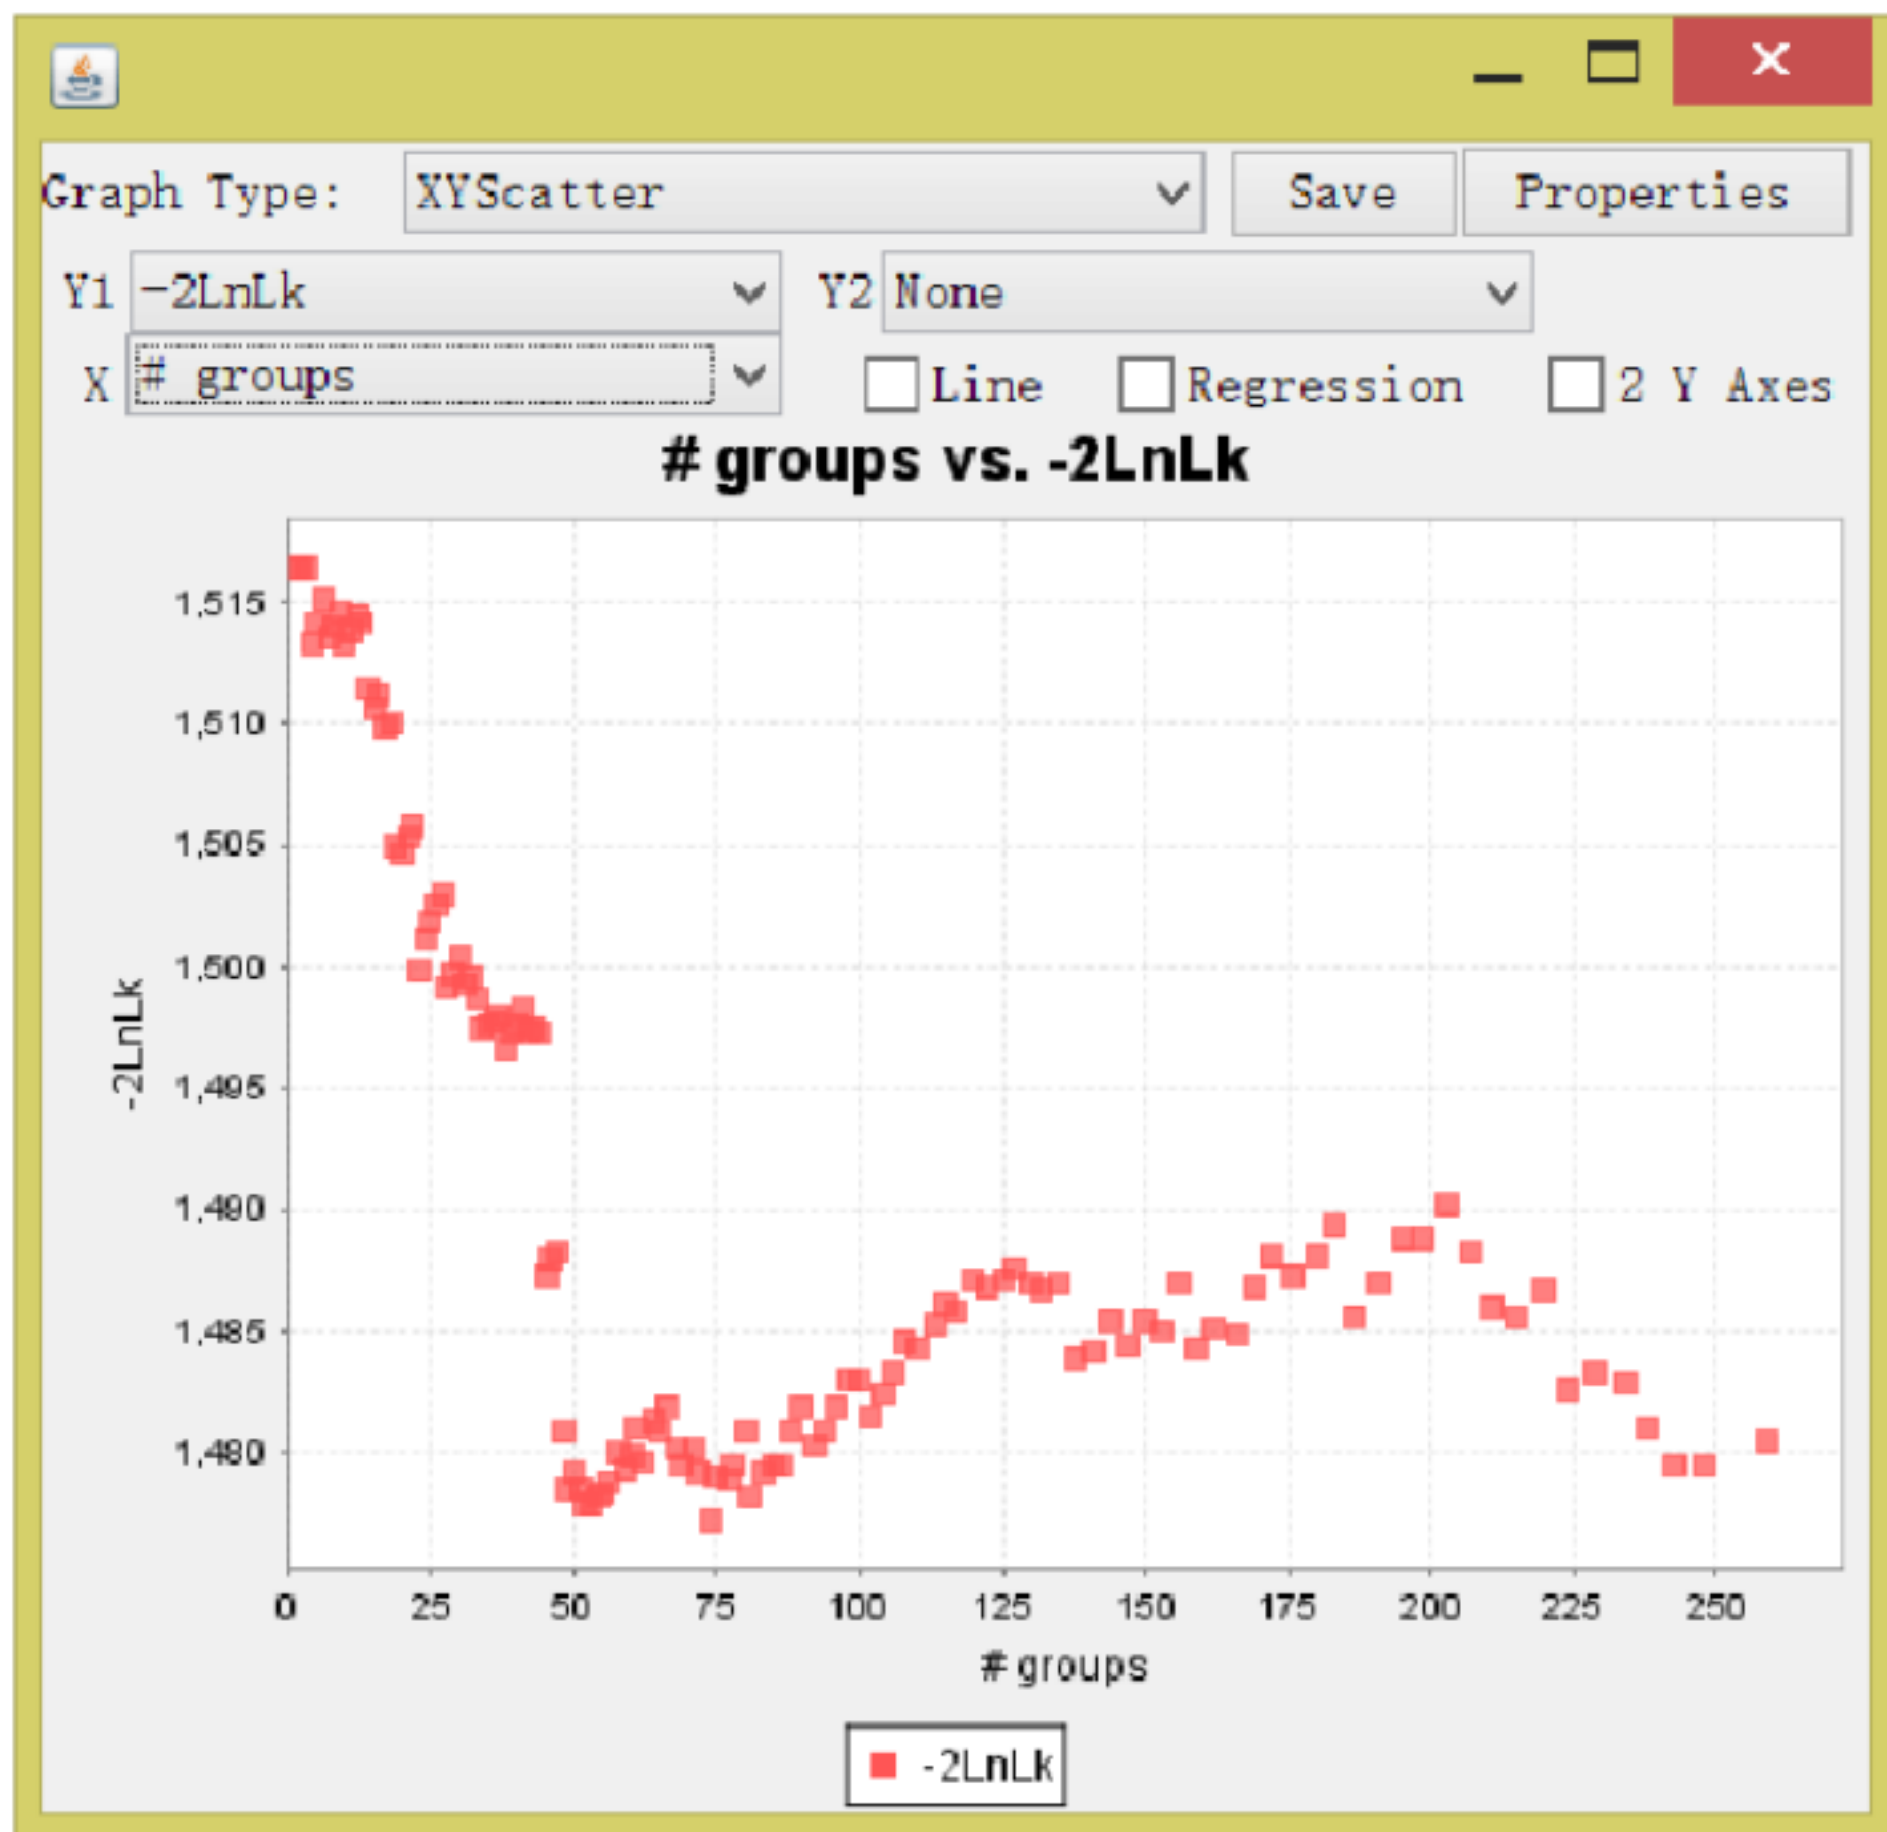 Graph Type: XYScatter Save Properties
Y1 -2LnLk Y2 None
X # groups Line Regression 2 Y Axes
# groups vs. -2LnLk
1,515
1,510
1,505
1,500
1,495
1,490
1,485
1,480
-2LnLk
0 25 50 75 100 125 150 175 200 225 250
# groups
-2LnLk